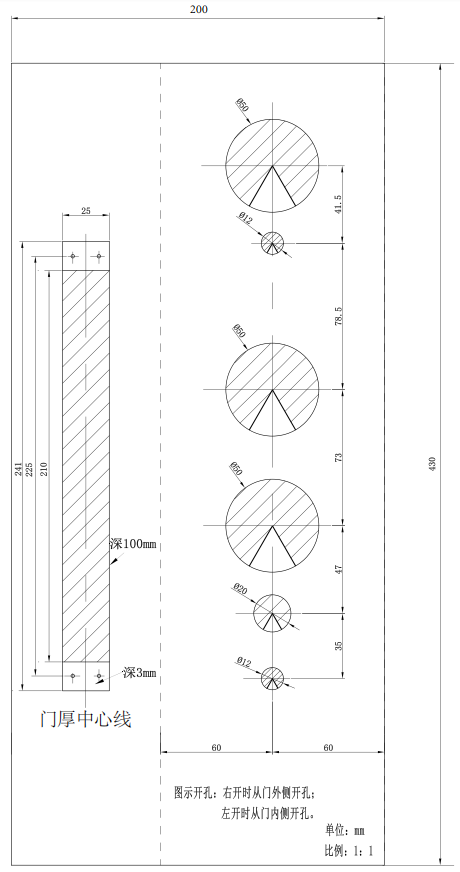 200
Ø50
41.5
25
Ø12
78.5
Ø50
241
225
210
430
73
Ø50
深100mm
47
Ø20
35
Ø12
深3mm
门厚中心线
60
60
图示开孔：右开时从门外侧开孔；
左开时从门内侧开孔。
单位：mm
比例：1：1